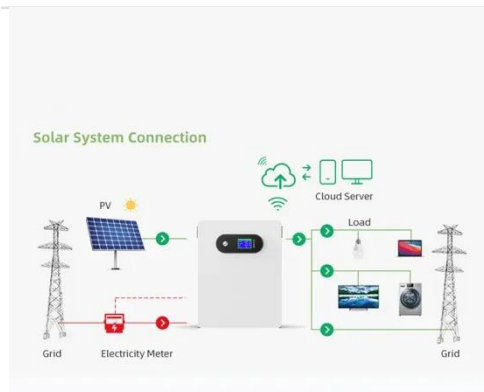 Solar System Connection
Cloud Server
PV
Load
Grid
Electricity Meter
Grid